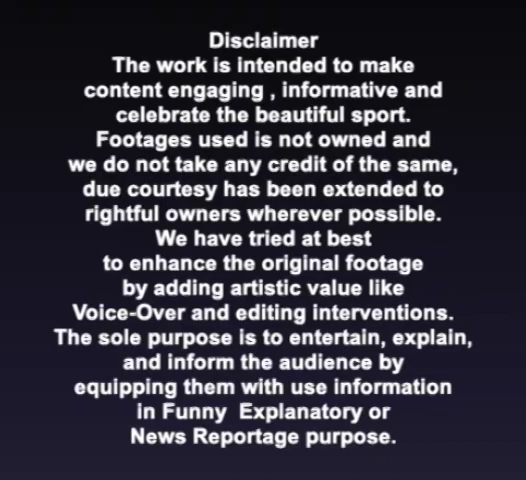 Disclaimer
The work is intended to make
content engaging , informative and
celebrate the beautiful sport.
Footages used is not owned and
we do not take any credit of the same,
due courtesy has been extended to
rightful owners wherever possible.
We have tried at best
to enhance the original footage
by adding artistic value like
Voice-Over and editing interventions.
The sole purpose is to entertain, explain,
and inform the audience by
equipping them with use information
in Funny  Explanatory or
News Reportage purpose.